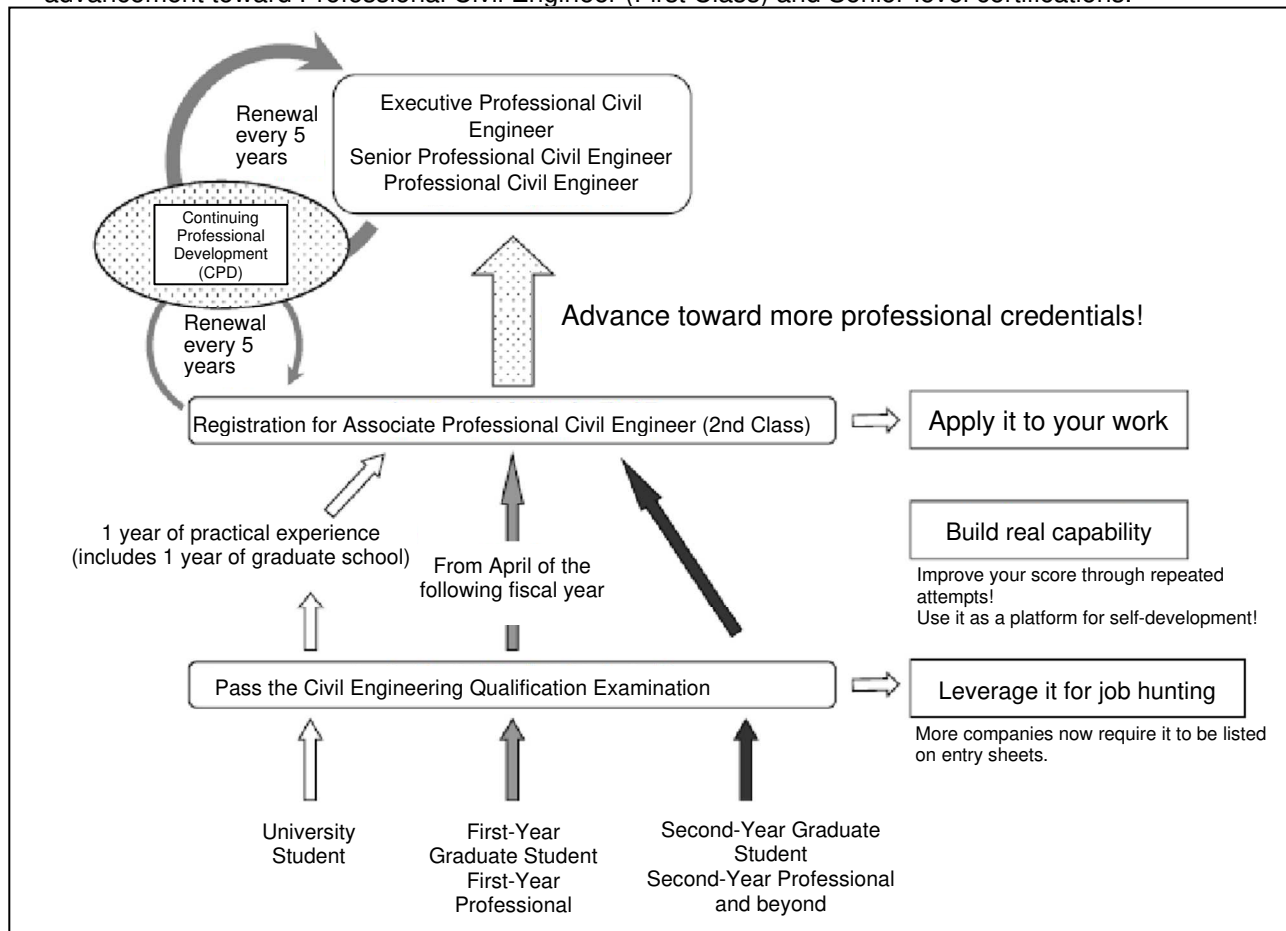 advancement toward Professional Civil Engineer (First Class) and Senior-level certifications.
Renewal
every 5
years
Executive Professional Civil
Engineer
Senior Professional Civil Engineer
Professional Civil Engineer
Continuing
Professional
Development
(CPD)
Renewal
every 5
years
Advance toward more professional credentials!
Registration for Associate Professional Civil Engineer (2nd Class)
Apply it to your work
1 year of practical experience
(includes 1 year of graduate school)
From April of the
following fiscal year
Build real capability
Improve your score through repeated
attempts!
Use it as a platform for self-development!
Pass the Civil Engineering Qualification Examination
Leverage it for job hunting
More companies now require it to be listed
on entry sheets.
University
Student
First-Year
Graduate Student
First-Year
Professional
Second-Year Graduate
Student
Second-Year Professional
and beyond